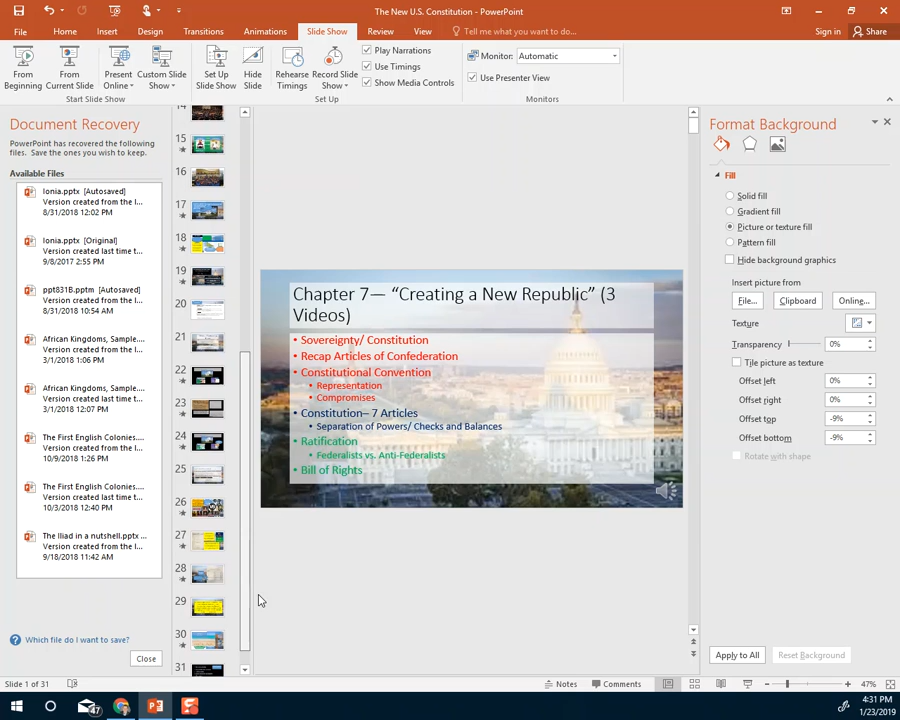 The New U.S. Constitution - PowerPoint
File Home Insert Design Transitions Animations Slide Show Review View Tell me what you want to do... Sign in Share
From Beginning
From Current Slide
Present Online
Custom Slide Show
Start Slide Show
Set Up Slide Show
Hide Slide
Rehearse Timings
Record Slide Show
Play Narrations
Use Timings
Show Media Controls
Set Up
Monitor: Automatic
Use Presenter View
Monitors
Document Recovery
PowerPoint has recovered the following
files. Save the ones you wish to keep.
Available Files
Ionia.pptx [Autosaved]
Version created from the l...
8/31/2018 12:02 PM
Ionia.pptx [Original]
Version created last time t...
9/8/2017 2:55 PM
ppt831B.pptm [Autosaved]
Version created from the l...
8/31/2018 10:54 AM
African Kingdoms, Sample....
Version created last time t...
3/1/2018 1:06 PM
African Kingdoms, Sample....
Version created from the l...
3/1/2018 12:07 PM
The First English Colonies....
Version created last time t...
10/9/2018 1:26 PM
The First English Colonies....
Version created from the l...
10/3/2018 12:40 PM
The Iliad in a nutshell.pptx ...
Version created from the l...
9/18/2018 11:42 AM
Which file do I want to save?
Close
14
15
16
17
18
19
20
21
22
23
24
25
26
27
28
29
30
31
Chapter 7— “Creating a New Republic” (3
Videos)
• Sovereignty/ Constitution
• Recap Articles of Confederation
• Constitutional Convention
• Representation
• Compromises
• Constitution– 7 Articles
• Separation of Powers/ Checks and Balances
• Ratification
• Federalists vs. Anti-Federalists
• Bill of Rights
Format Background
Fill
Solid fill
Gradient fill
Picture or texture fill
Pattern fill
Hide background graphics
Insert picture from
File... Clipboard Onlin_g...
Texture
Transparency 0%
Tile picture as texture
Offset left 0%
Offset right 0%
Offset top -9%
Offset bottom -9%
Rotate with shape
Apply to All Reset Background
Slide 1 of 31 Notes Comments 47%
47
4:31 PM
1/23/2019